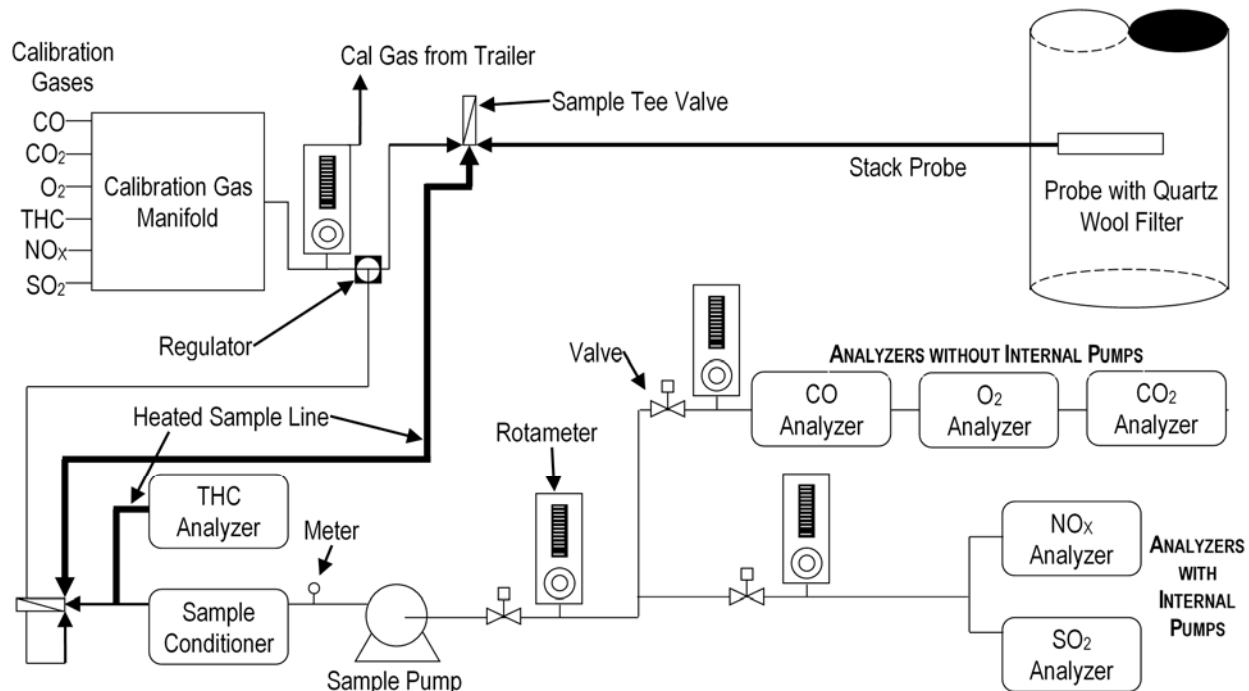 Calibration
Gases
CO
CO₂
O₂
THC
NOₓ
SO₂
Calibration Gas
Manifold
Cal Gas from Trailer
Sample Tee Valve
Stack Probe
Probe with Quartz
Wool Filter
Regulator
Heated Sample Line
Valve
ANALYZERS WITHOUT INTERNAL PUMPS
CO
Analyzer
O₂
Analyzer
CO₂
Analyzer
Rotameter
THC
Analyzer
Meter
Sample
Conditioner
Sample Pump
NOₓ
Analyzer
SO₂
Analyzer
ANALYZERS
WITH
INTERNAL
PUMPS